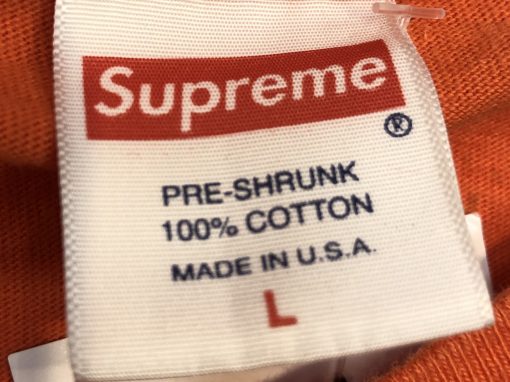 Supreme
®
PRE-SHRUNK
100% COTTON
MADE IN U.S.A.
L